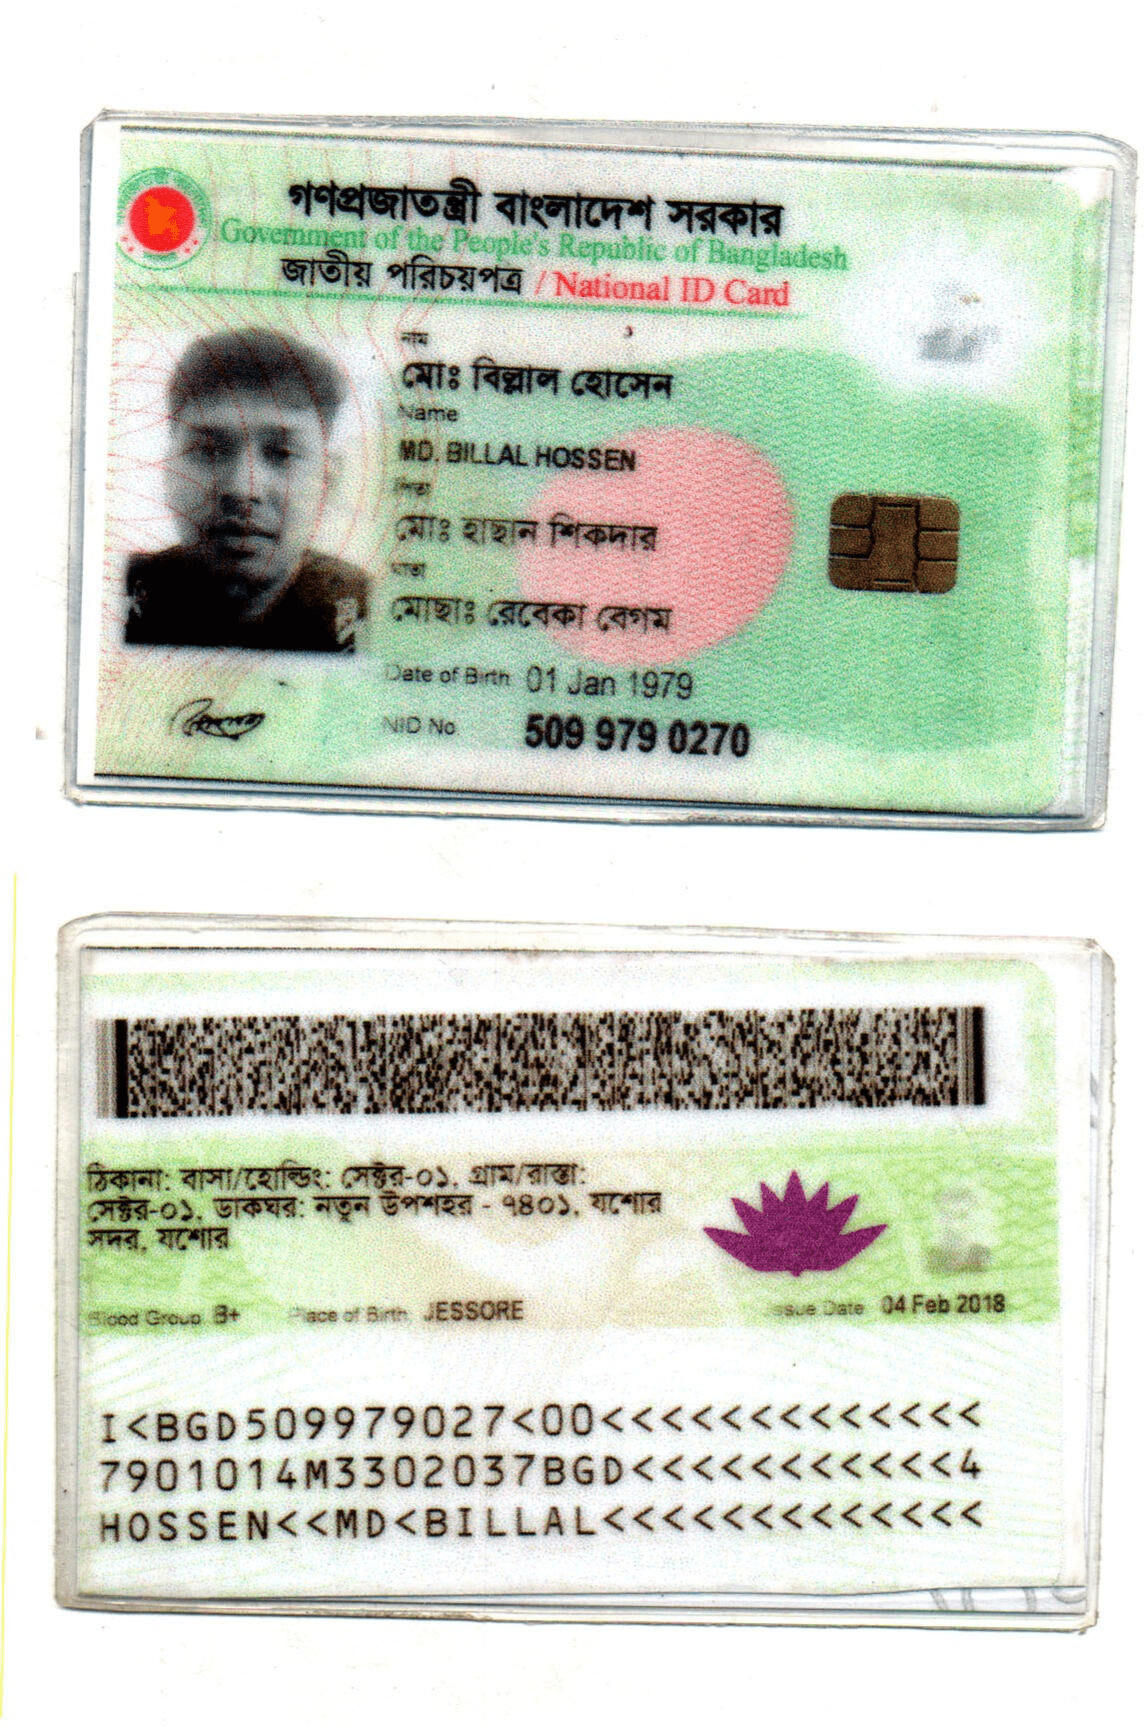 গণপ্রজাতন্ত্রী বাংলাদেশ সরকার
Government of the People's Republic of Bangladesh
জাতীয় পরিচয়পত্র / National ID Card
নাম
মোঃ বিল্লাল হোসেন
Name
MD. BILLAL HOSSEN
পিতা
মোঃ হাছান শিকদার
মাতা
মোছাঃ রেবেকা বেগম
Date of Birth 01 Jan 1979
NID No 509 979 0270
ঠিকানা: বাসা/হোল্ডিং: সেক্টর-০১, গ্রাম/রাস্তা:
সেক্টর-০১, ডাকঘর: নতুন উপশহর - ৭৪০১, যশোর
সদর, যশোর
Blood Group B+ Place of Birth JESSORE Issue Date 04 Feb 2018
I<BGD509979027<00<<<<<<<<<<<<<
7901014M3302037BGD<<<<<<<<<<<4
HOSSEN<<MD<BILLAL<<<<<<<<<<<<<